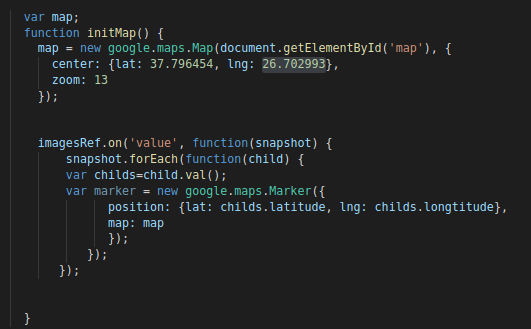 var map;
function initMap() {
  map = new google.maps.Map(document.getElementById('map'), {
    center: {lat: 37.796454, lng: 26.702993},
    zoom: 13
  });
  imagesRef.on('value', function(snapshot) {
      snapshot.forEach(function(child) {
      var childs=child.val();
      var marker = new google.maps.Marker({
            position: {lat: childs.latitude, lng: childs.longtitude},
            map: map
            });
         });
     });
}